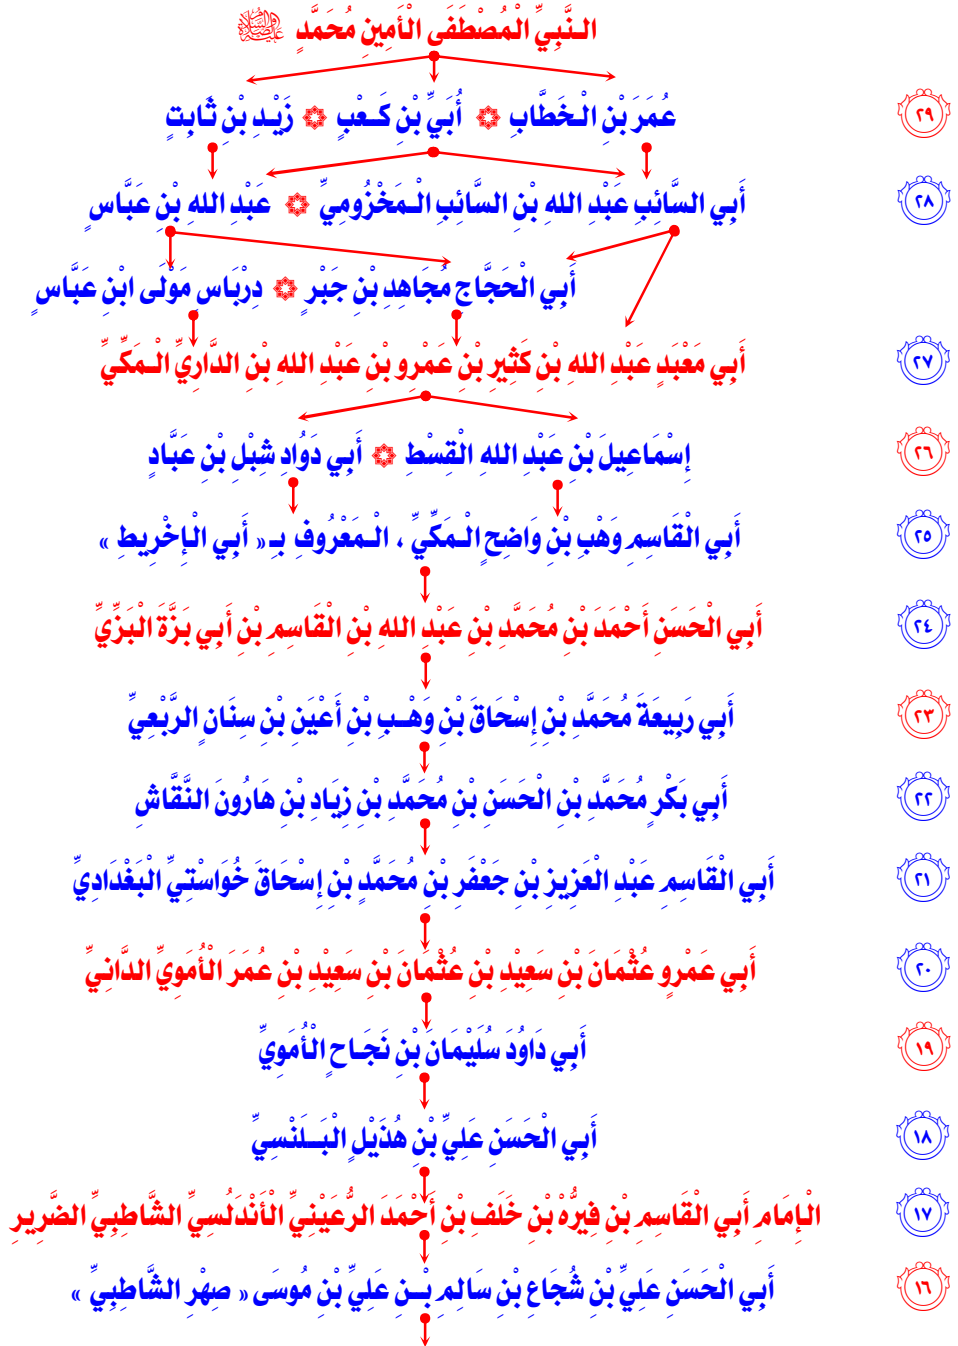 النَّبِيِّ الْمُصْطَفَى الْأَمِينِ مُحَمَّدٍ ﷺ
عُمَرَ بْنِ الْخَطَّابِ ۞ أُبَيِّ بْنِ كَعْبٍ ۞ زَيْدِ بْنِ ثَابِتٍ ٢٩
أَبِي السَّائِبِ عَبْدِ اللهِ بْنِ السَّائِبِ الْمَخْزُومِيِّ ۞ عَبْدِ اللهِ بْنِ عَبَّاسٍ ٢٨
أَبِي الْحَجَّاجِ مُجَاهِدِ بْنِ جَبْرٍ ۞ دِرْبَاسِ مَوْلَى ابْنِ عَبَّاسٍ
أَبِي مَعْبَدٍ عَبْدِ اللهِ بْنِ كَثِيرِ بْنِ عَمْرِو بْنِ عَبْدِ اللهِ بْنِ الدَّارِيِّ الْمَكِّيِّ ٢٧
إِسْمَاعِيلَ بْنِ عَبْدِ اللهِ الْقِسْطِ ۞ أَبِي دَوُادِ شِبْلِ بْنِ عَبَّادٍ ٢٦
أَبِي الْقَاسِمِ وَهْبِ بْنِ وَاضِحٍ الْمَكِّيِّ ، الْمَعْرُوفِ بِـ « أَبِي الْإِخْرِيطِ » ٢٥
أَبِي الْحَسَنِ أَحْمَدَ بْنِ مُحَمَّدِ بْنِ عَبْدِ اللهِ بْنِ الْقَاسِمِ بْنِ أَبِي بَزَّةَ الْبَزِّيِّ ٢٤
أَبِي رَبِيعَةَ مُحَمَّدِ بْنِ إِسْحَاقَ بْنِ وَهْبِ بْنِ أَعْيَنِ بْنِ سِنَانٍ الرَّبْعِيِّ ٢٣
أَبِي بَكْرٍ مُحَمَّدِ بْنِ الْحَسَنِ بْنِ مُحَمَّدِ بْنِ زِيَادِ بْنِ هَارُونَ النَّقَّاشِ ٢٢
أَبِي الْقَاسِمِ عَبْدِ الْعَزِيزِ بْنِ جَعْفَرِ بْنِ مُحَمَّدِ بْنِ إِسْحَاقَ خُوَاسْتِيِّ الْبَغْدَادِيِّ ٢١
أَبِي عَمْرٍو عُثْمَانَ بْنِ سَعِيْدِ بْنِ عُثْمَانَ بْنِ سَعِيْدِ بْنِ عُمَرَ الْأُمَوِيِّ الدَّانِيِّ ٢٠
أَبِي دَاوُدَ سُلَيْمَانَ بْنِ نَجَاحٍ الْأُمَوِيِّ ١٩
أَبِي الْحَسَنِ عَلِيِّ بْنِ هُذَيْلٍ الْبَلَنْسِيِّ ١٨
الْإِمَامِ أَبِي الْقَاسِمِ بْنِ فِيرُّهْ بْنِ خَلَفِ بْنِ أَحْمَدَ الرُّعَيْنِيِّ الْأَنْدَلُسِيِّ الشَّاطِبِيِّ الضَّرِيرِ ١٧
أَبِي الْحَسَنِ عَلِيِّ بْنِ شُجَاعِ بْنِ سَالِمِ بْنِ عَلِيِّ بْنِ مُوسَى « صِهْرِ الشَّاطِبِيِّ » ١٦